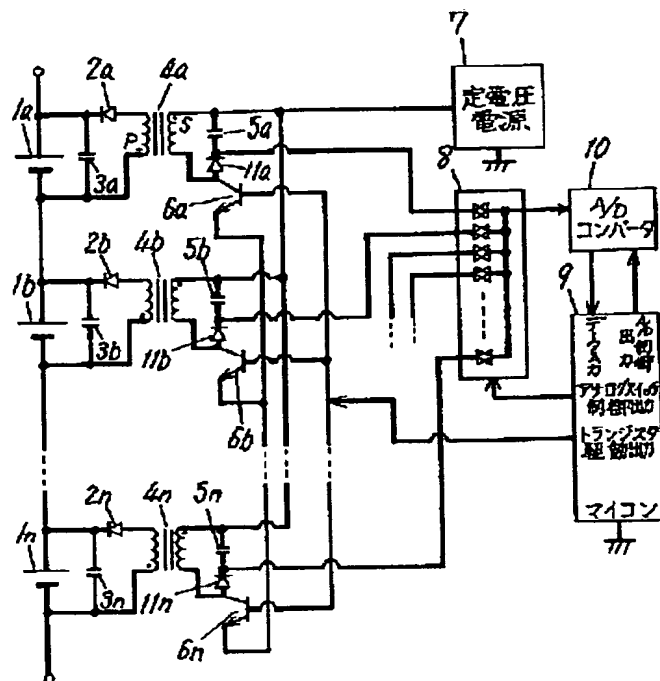 7
定電圧
電源
2a
4a
1a
P
S
5a
3a
11a
6a
8
10
A/D
コンバータ
2b
4b
5b
1b
3b
11b
6b
9
データ入力
A/D制御
出力
アナログスイッチ
制御出力
トランジスタ
駆動出力
マイコン
2n
4n
5n
1n
3n
11n
6n